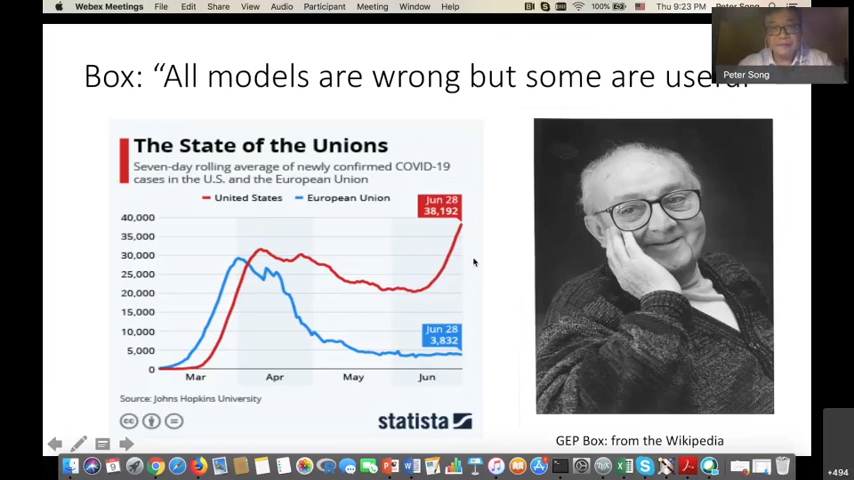 Webex Meetings File Edit Share View Audio Participant Meeting Window Help 100% Thu 9:23 PM Peter Song
Peter Song
Box: “All models are wrong but some are useful
The State of the Unions
Seven-day rolling average of newly confirmed COVID-19
cases in the U.S. and the European Union
United States European Union
Jun 28
38,192
40,000
35,000
30,000
25,000
20,000
15,000
10,000
5,000
0
Jun 28
3,832
Mar Apr May Jun
Source: Johns Hopkins University
cc
statista
GEP Box: from the Wikipedia
+494